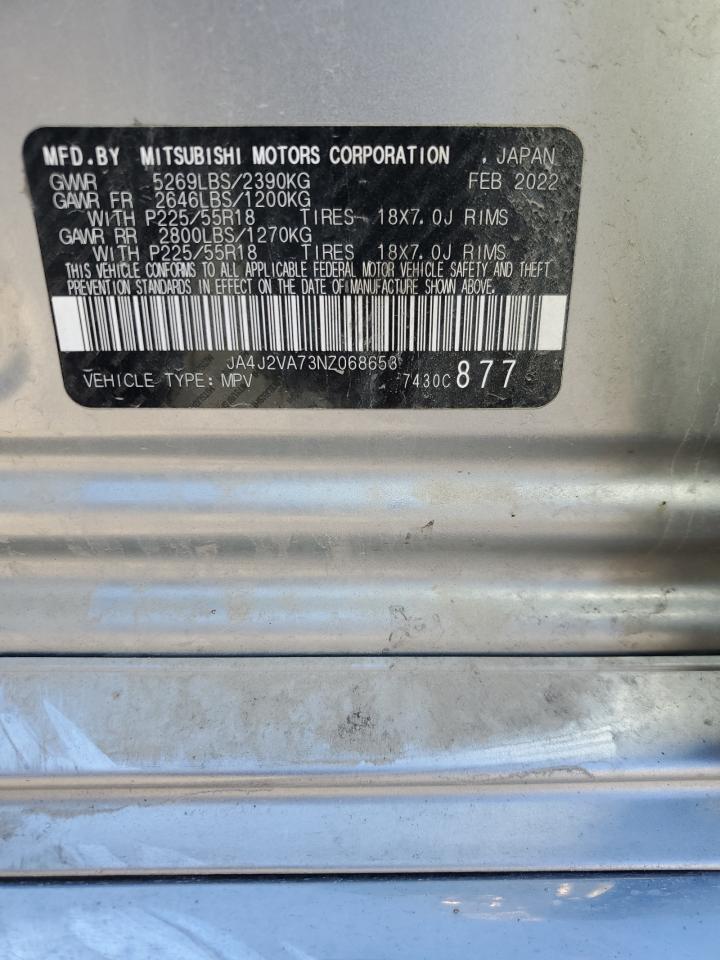 MFD.BY MITSUBISHI MOTORS CORPORATION . JAPAN
GVWR 5269LBS/2390KG FEB 2022
GAWR FR 2646LBS/1200KG
WITH P225/55R18 TIRES 18X7.0J RIMS
GAWR RR 2800LBS/1270KG
WITH P225/55R18 TIRES 18X7.0J RIMS
THIS VEHICLE CONFORMS TO ALL APPLICABLE FEDERAL MOTOR VEHICLE SAFETY AND THEFT
PREVENTION STANDARDS IN EFFECT ON THE DATE OF MANUFACTURE SHOWN ABOVE.
JA4J2VA73NZ068653
VEHICLE TYPE: MPV 7430C 877